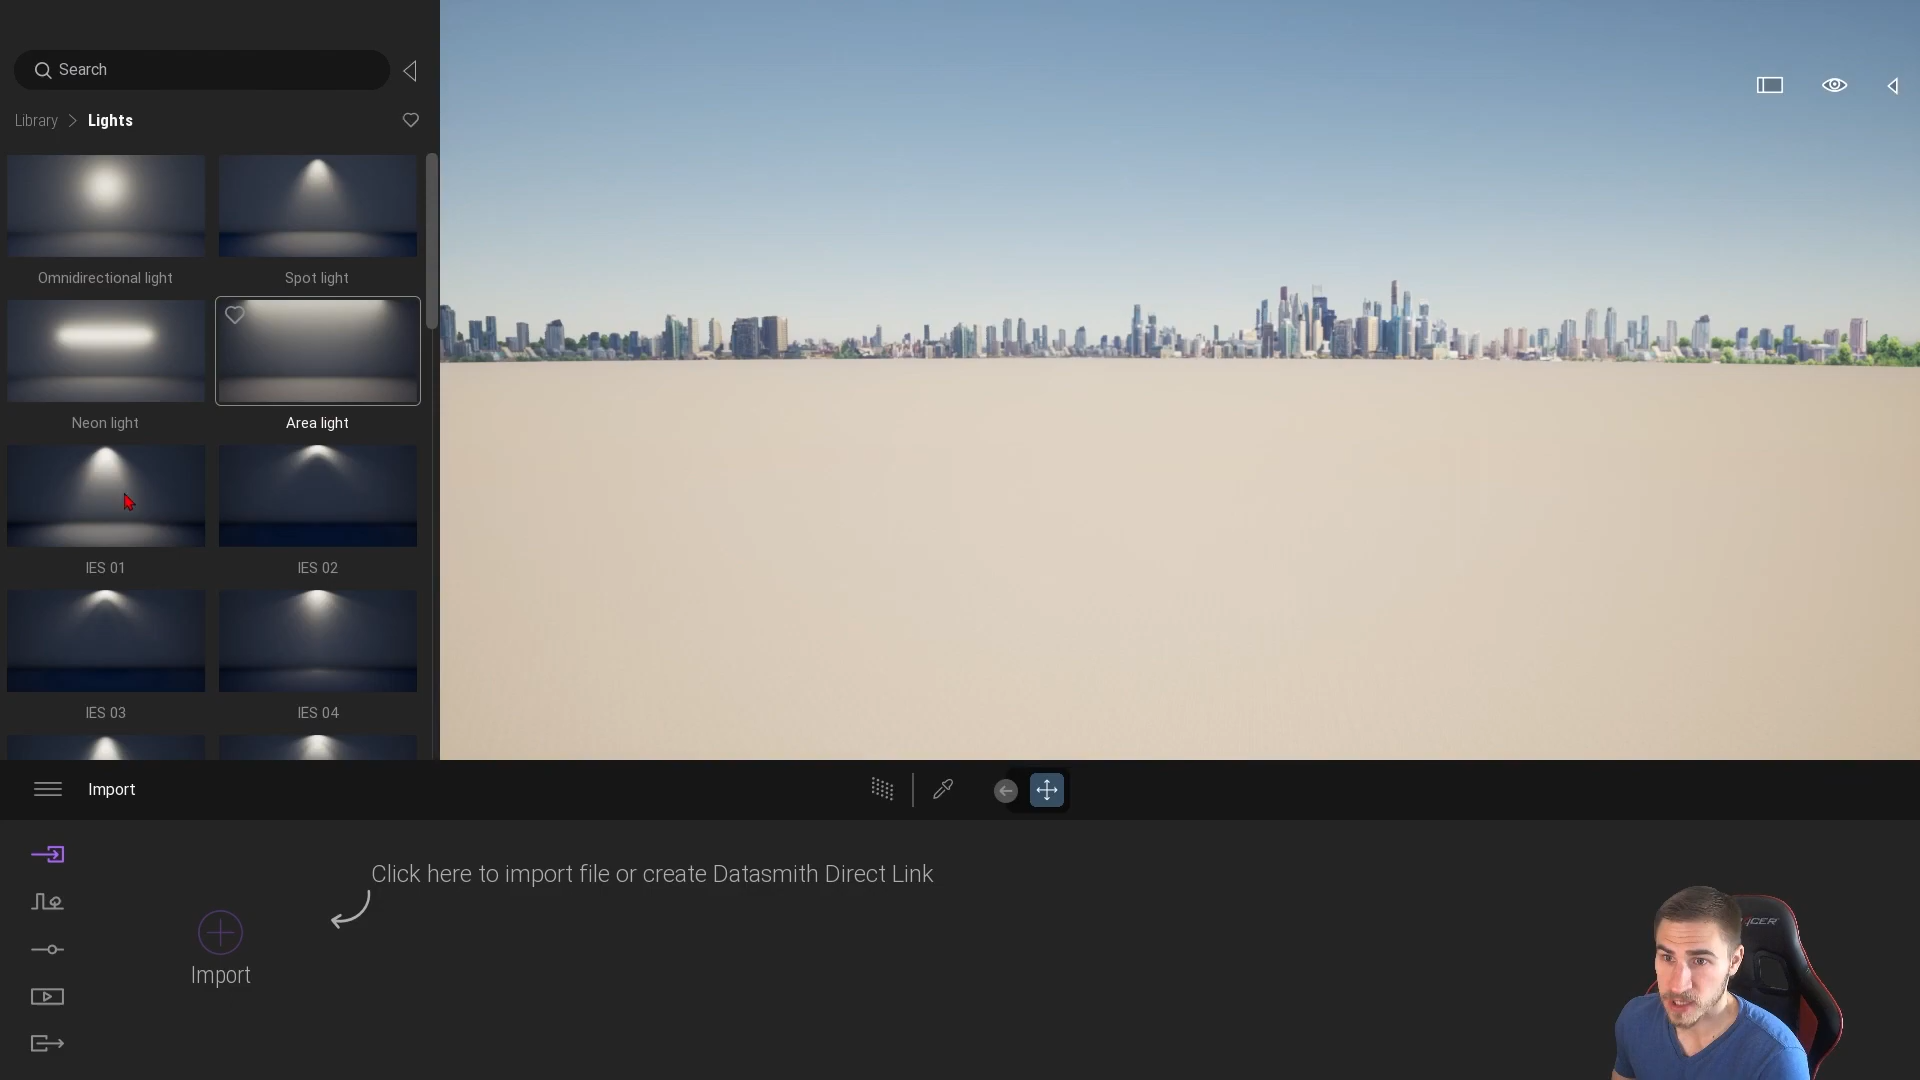 Search
Library
Lights
Omnidirectional light
Spot light
Neon light
Area light
IES 01
IES 02
IES 03
IES 04
Import
Click here to import file or create Datasmith Direct Link
Import